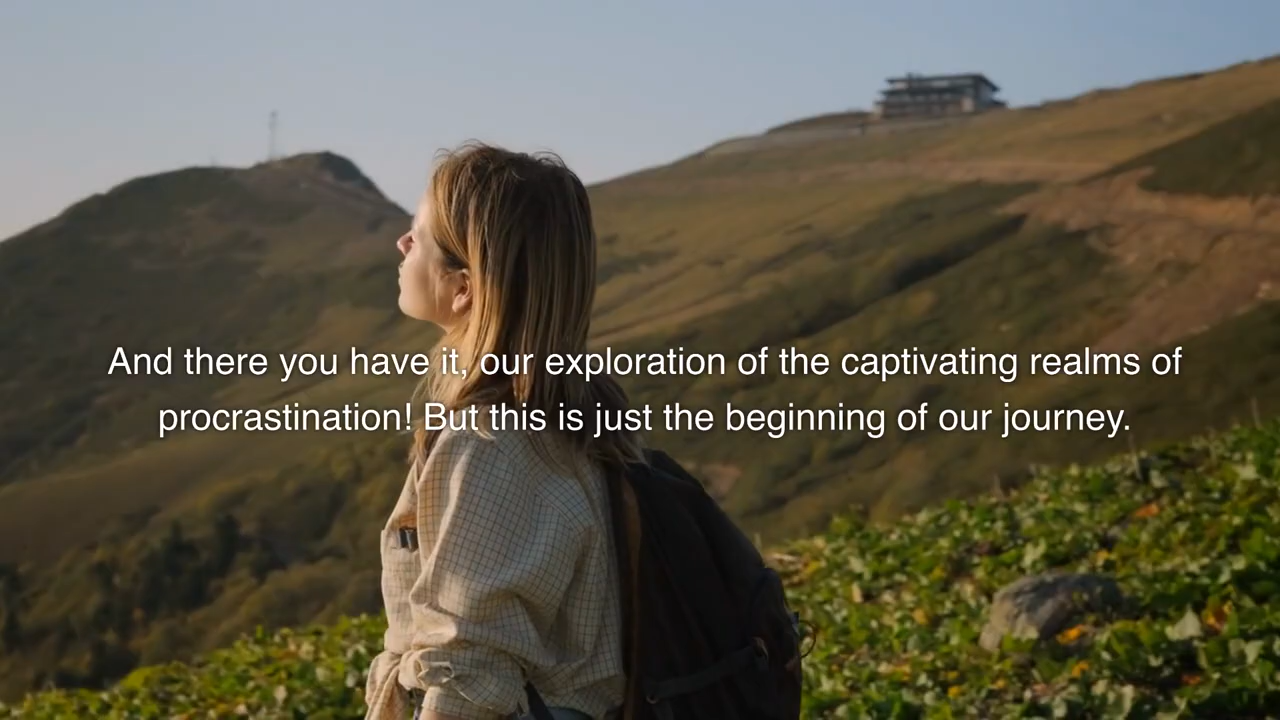 And there you have it, our exploration of the captivating realms of
procrastination! But this is just the beginning of our journey.